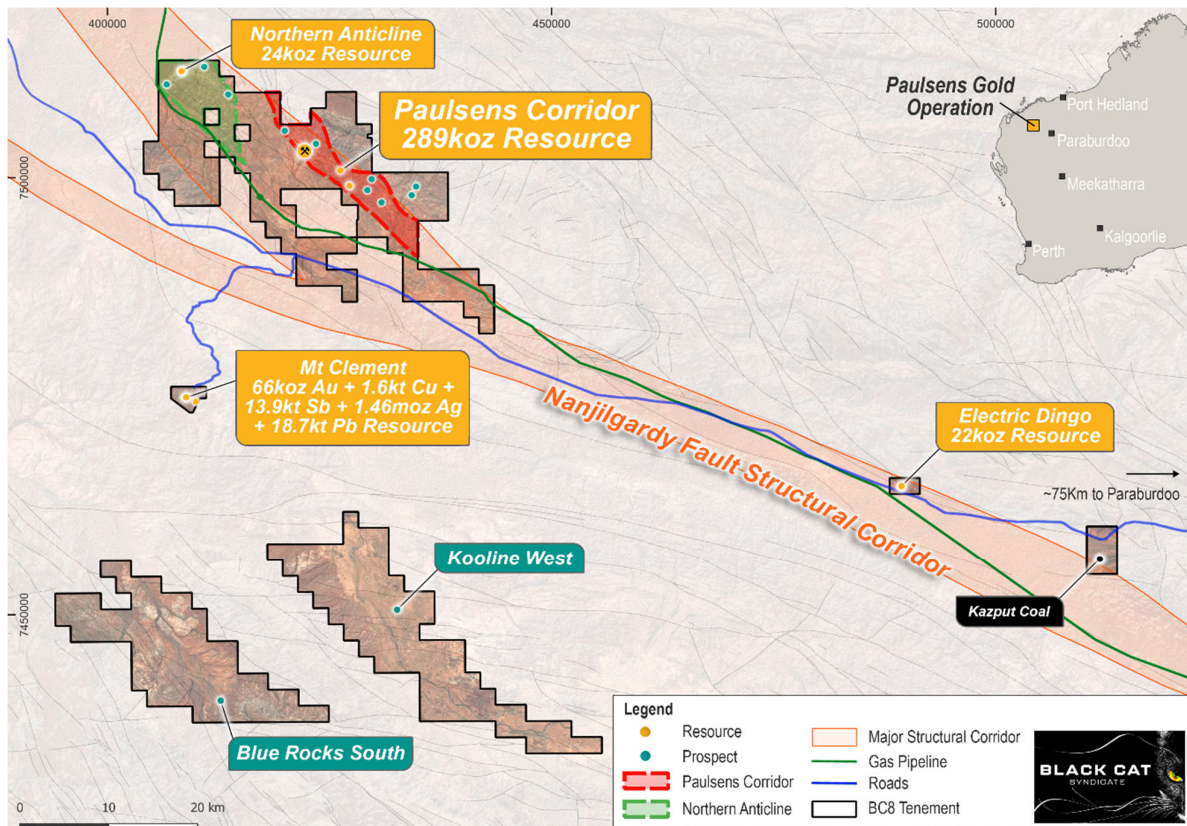 400000
450000
500000
Northern Anticline
24koz Resource
Paulsens Corridor
289koz Resource
Paulsens Gold
Operation
Port Hedland
Paraburdoo
Meekatharra
Kalgoorlie
Perth
7500000
Mt Clement
66koz Au + 1.6kt Cu +
13.9kt Sb + 1.46moz Ag
+ 18.7kt Pb Resource
Nanjilgardy Fault Structural Corridor
Electric Dingo
22koz Resource
~75Km to Paraburdoo
Kooline West
Kazput Coal
7450000
Blue Rocks South
0 10 20 km
Legend
Resource
Prospect
Paulsens Corridor
Northern Anticline
Major Structural Corridor
Gas Pipeline
Roads
BC8 Tenement
BLACK CAT
SYNDICATE